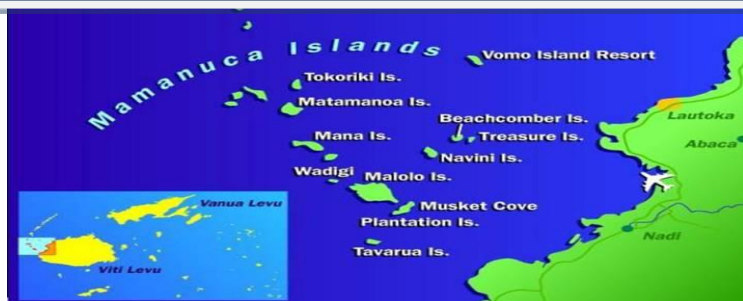 Mamanuca Islands
Vomo Island Resort
Tokoriki Is.
Matamanoa Is.
Lautoka
Beachcomber Is.
Mana Is.
Treasure Is.
Abaca
Navini Is.
Wadigi
Malolo Is.
Musket Cove
Plantation Is.
Nadi
Tavarua Is.
Vanua Levu
Viti Levu